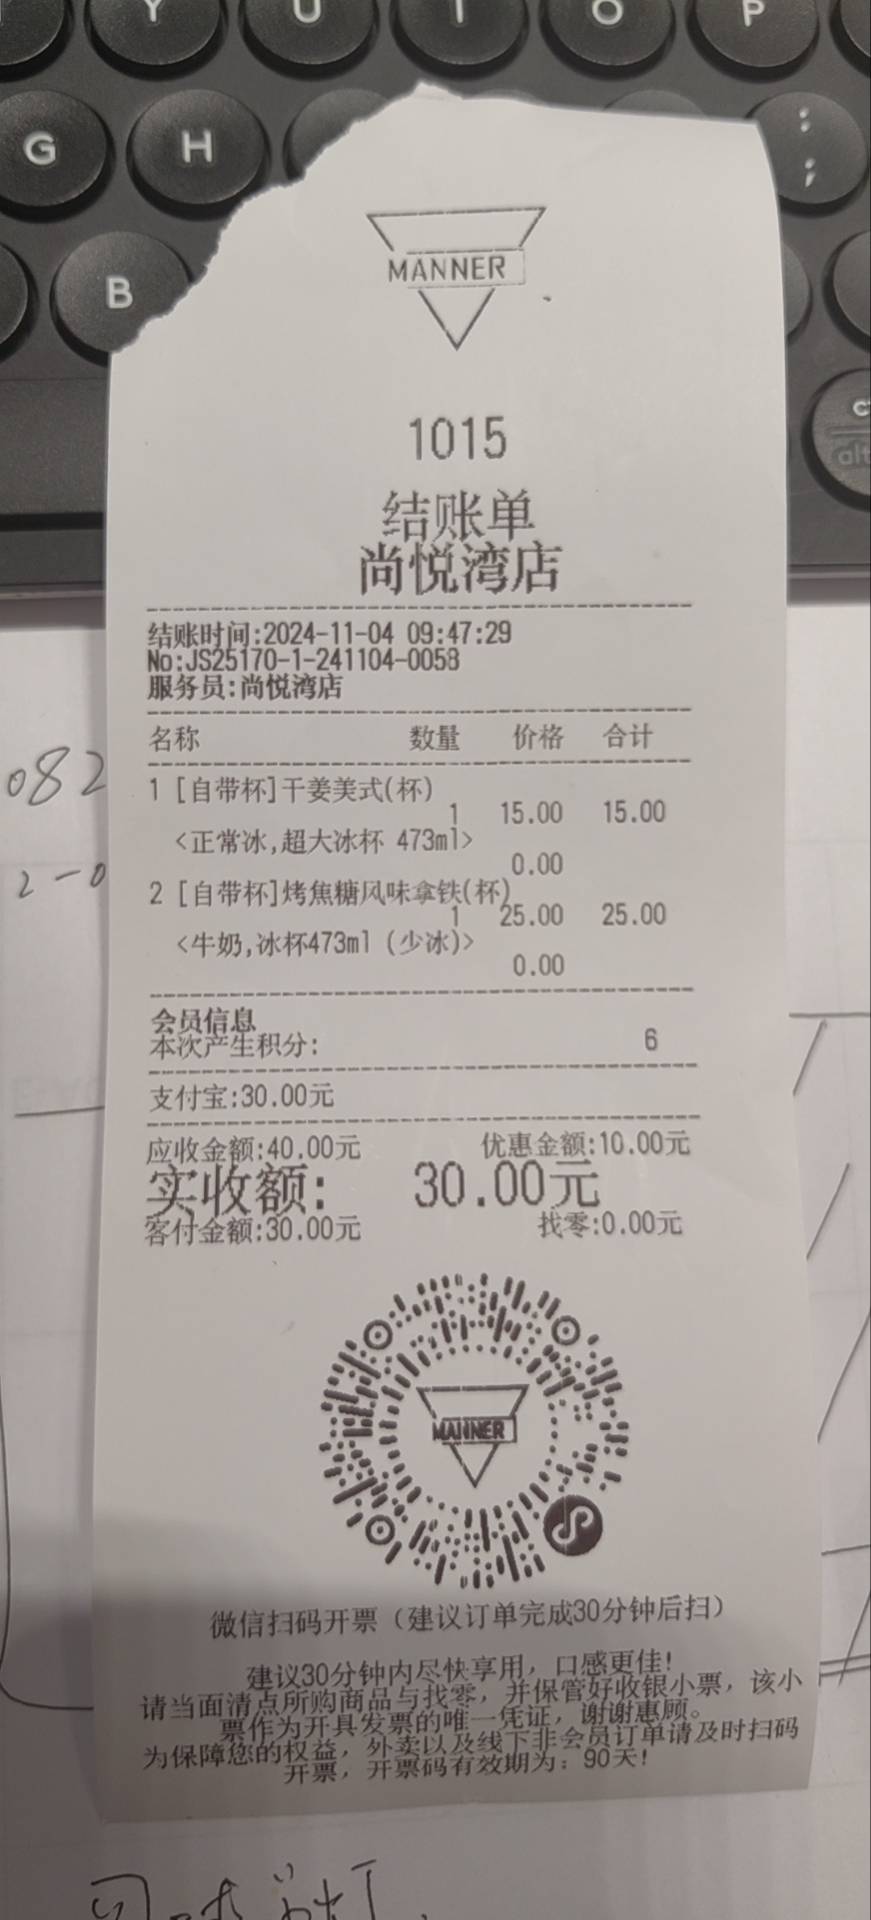 Y U I O P
G H : ;
B
alt
MANNER
1015
结账单
尚悦湾店
结账时间:2024-11-04 09:47:29
No:JS25170-1-241104-0058
服务员:尚悦湾店
名称 数量 价格 合计
1 [自带杯]干姜美式(杯)
1 15.00 15.00
<正常冰,超大冰杯 473ml>
0.00
2 [自带杯]烤焦糖风味拿铁(杯)
1 25.00 25.00
<牛奶,冰杯473ml (少冰)>
0.00
会员信息
本次产生积分: 6
支付宝:30.00元
应收金额:40.00元 优惠金额:10.00元
实收额: 30.00元
客付金额:30.00元 找零:0.00元
MANNER
微信扫码开票（建议订单完成30分钟后扫）
建议30分钟内尽快享用，口感更佳!
请当面清点所购商品与找零，并保管好收银小票，该小
票作为开具发票的唯一凭证，谢谢惠顾。
为保障您的权益，外卖以及线下非会员订单请及时扫码
开票，开票码有效期为：90天!
082
2-0